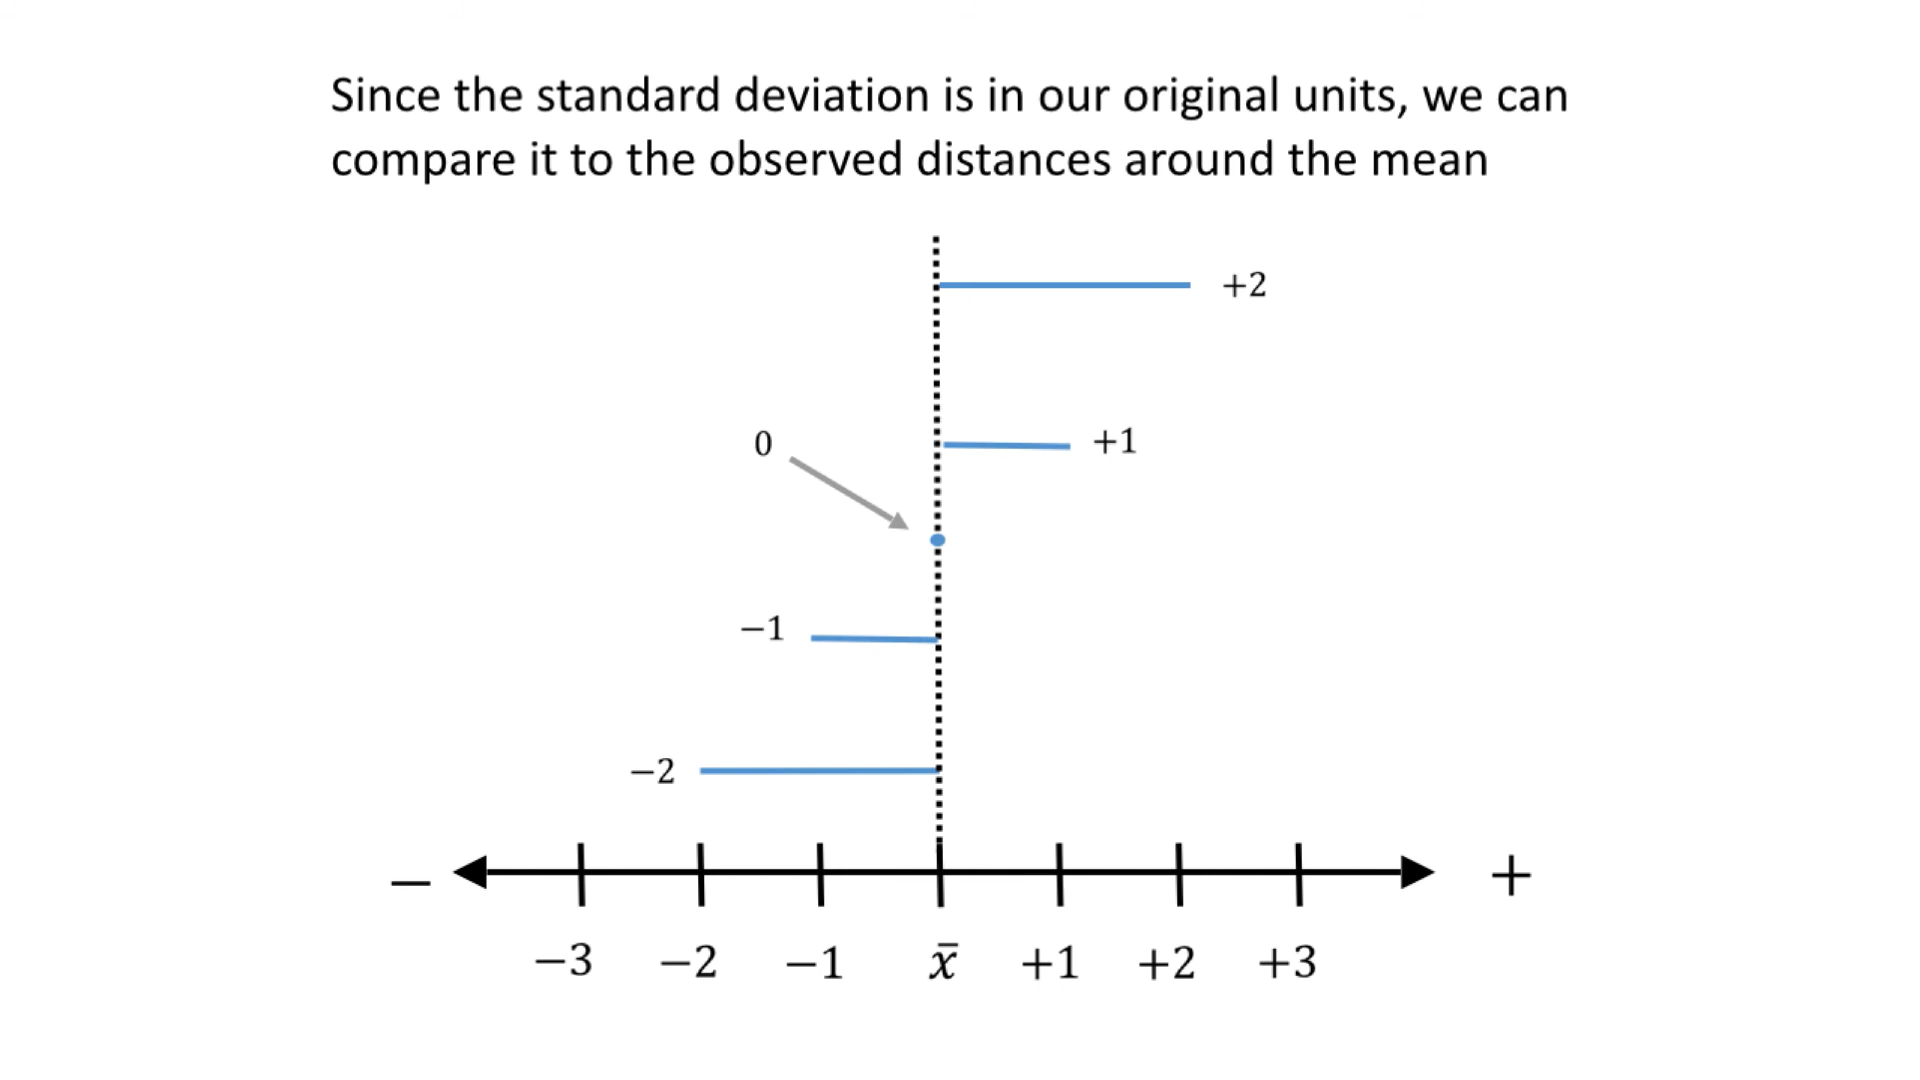 Since the standard deviation is in our original units, we can
compare it to the observed distances around the mean
+2
0
+1
−1
−2
− +
−3 −2 −1 x̄ +1 +2 +3